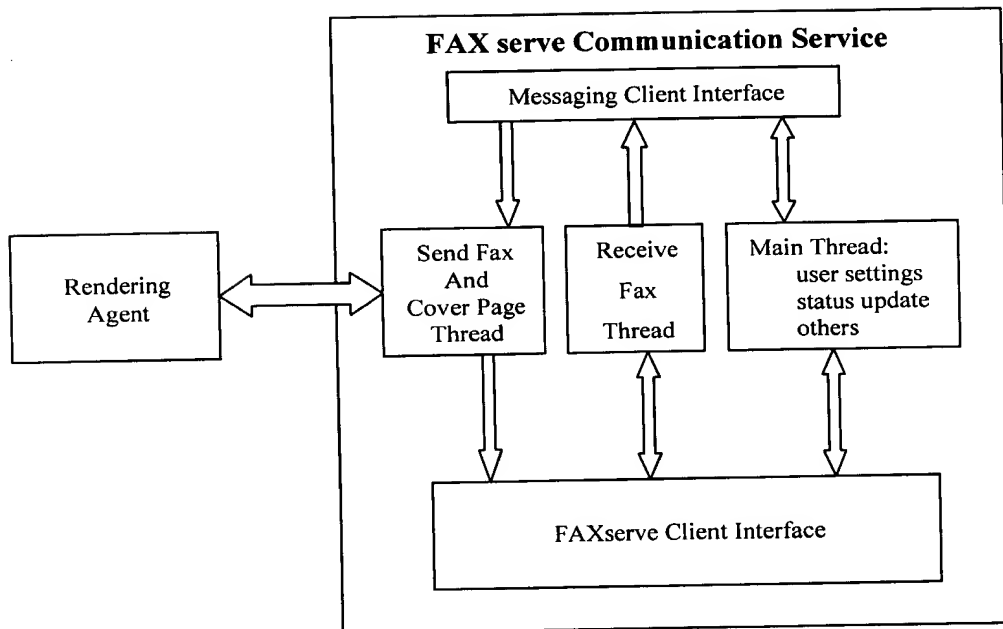 FAX serve Communication Service
Messaging Client Interface
Rendering
Agent
Send Fax
And
Cover Page
Thread
Receive
Fax
Thread
Main Thread:
user settings
status update
others
FAXserve Client Interface